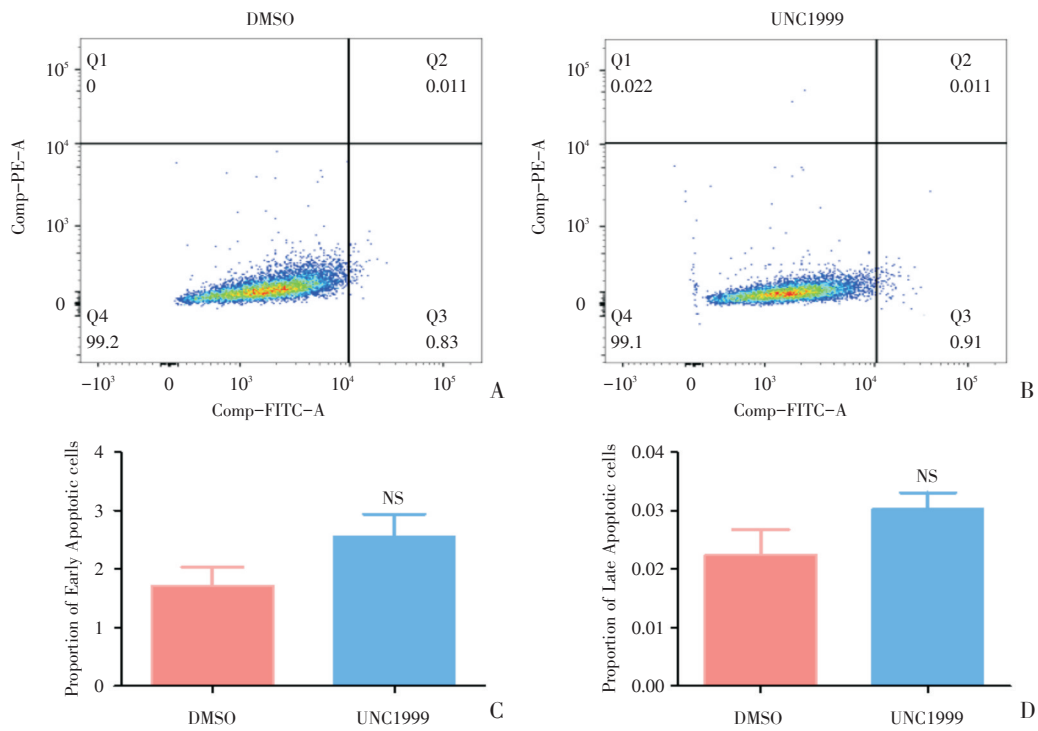 DMSO
Q1
0
Q2
0.011
10⁵
10⁴
10³
0
Comp-PE-A
Q4
99.2
Q3
0.83
−10³ 0 10³ 10⁴ 10⁵
Comp-FITC-A
A
UNC1999
Q1
0.022
Q2
0.011
10⁵
10⁴
10³
0
Comp-PE-A
Q4
99.1
Q3
0.91
−10³ 0 10³ 10⁴ 10⁵
Comp-FITC-A
B
Proportion of Early Apoptotic cells
4
3
2
1
0
NS
DMSO UNC1999
C
Proportion of Late Apoptotic cells
0.04
0.03
0.02
0.01
0.00
NS
DMSO UNC1999
D